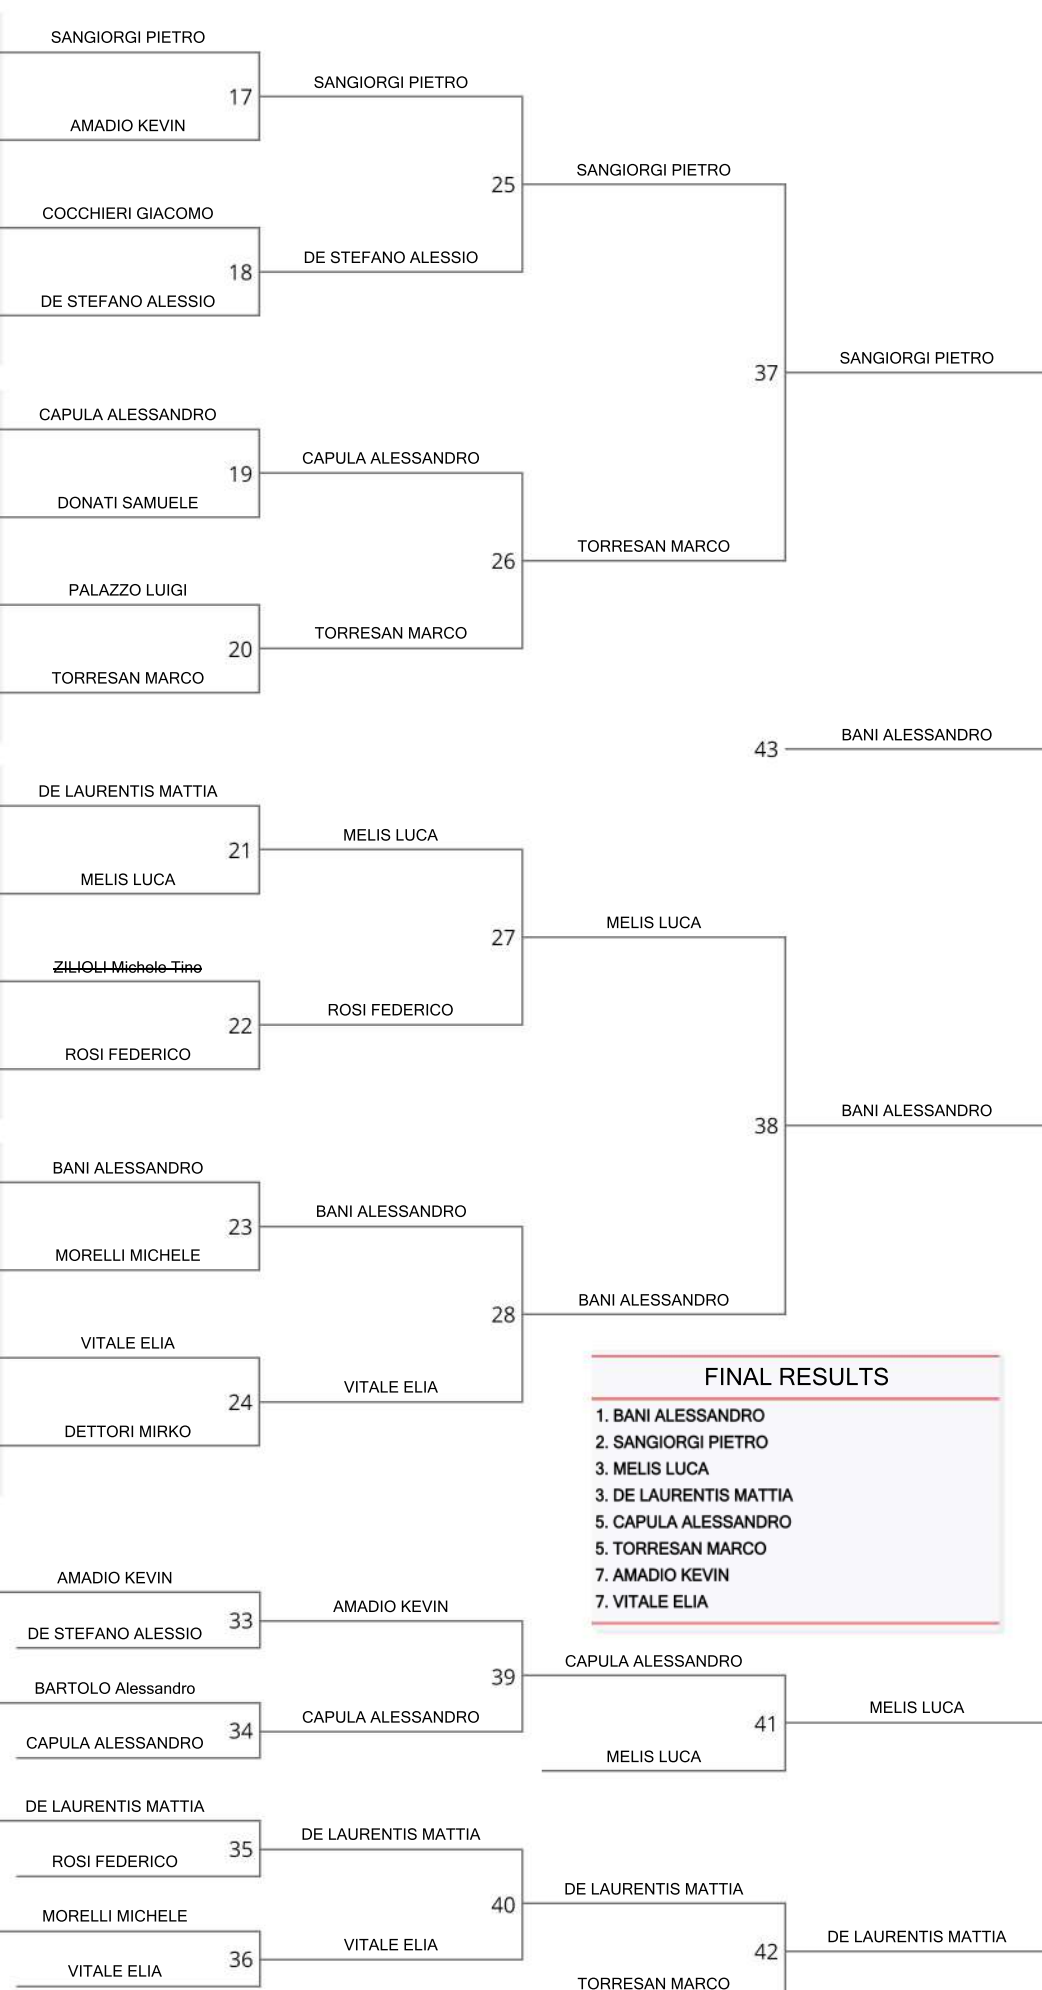 SANGIORGI PIETRO
17
SANGIORGI PIETRO
AMADIO KEVIN
25
SANGIORGI PIETRO
COCCHIERI GIACOMO
18
DE STEFANO ALESSIO
DE STEFANO ALESSIO
37
SANGIORGI PIETRO
CAPULA ALESSANDRO
19
CAPULA ALESSANDRO
DONATI SAMUELE
26
TORRESAN MARCO
PALAZZO LUIGI
20
TORRESAN MARCO
TORRESAN MARCO
43
BANI ALESSANDRO
DE LAURENTIS MATTIA
21
MELIS LUCA
MELIS LUCA
27
MELIS LUCA
ZILIOLI Michele Tino
22
ROSI FEDERICO
ROSI FEDERICO
38
BANI ALESSANDRO
BANI ALESSANDRO
23
BANI ALESSANDRO
MORELLI MICHELE
28
BANI ALESSANDRO
VITALE ELIA
24
VITALE ELIA
DETTORI MIRKO
FINAL RESULTS
1. BANI ALESSANDRO
2. SANGIORGI PIETRO
3. MELIS LUCA
3. DE LAURENTIS MATTIA
5. CAPULA ALESSANDRO
5. TORRESAN MARCO
7. AMADIO KEVIN
7. VITALE ELIA
AMADIO KEVIN
33
AMADIO KEVIN
DE STEFANO ALESSIO
39
CAPULA ALESSANDRO
BARTOLO Alessandro
34
CAPULA ALESSANDRO
CAPULA ALESSANDRO
41
MELIS LUCA
MELIS LUCA
DE LAURENTIS MATTIA
35
DE LAURENTIS MATTIA
ROSI FEDERICO
40
DE LAURENTIS MATTIA
MORELLI MICHELE
36
VITALE ELIA
VITALE ELIA
42
DE LAURENTIS MATTIA
TORRESAN MARCO